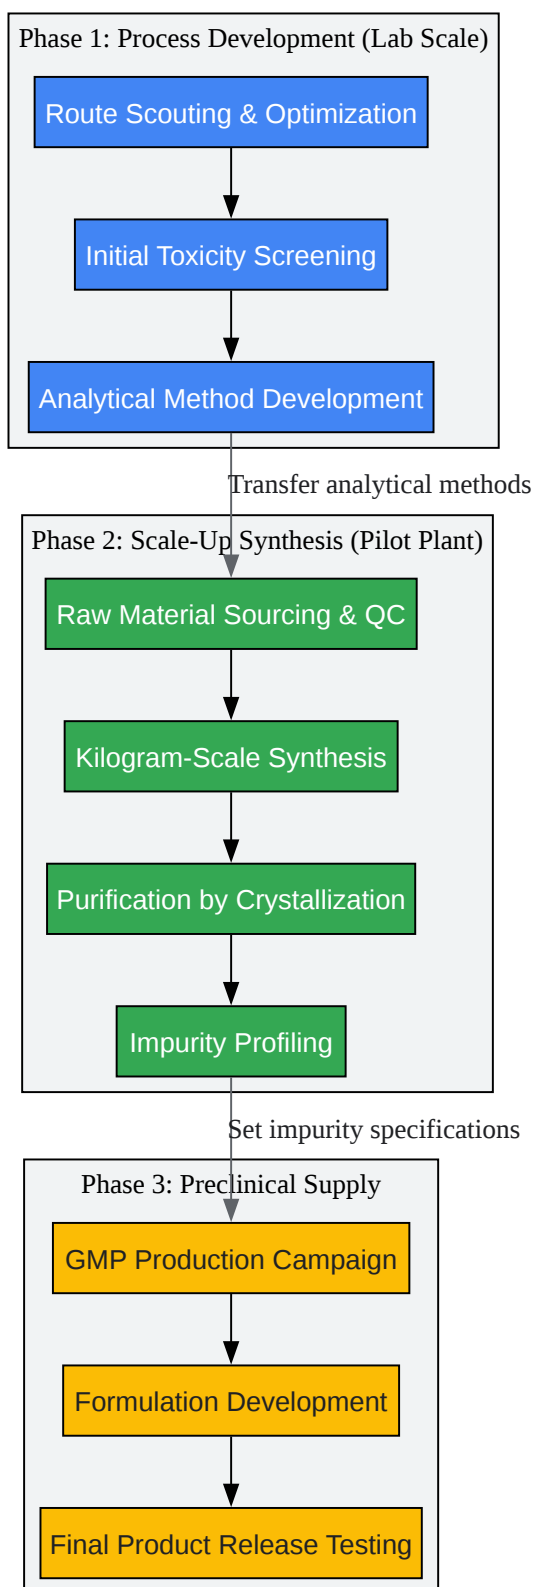 Phase 1: Process Development (Lab Scale)
Route Scouting & Optimization
Initial Toxicity Screening
Analytical Method Development
Transfer analytical methods
Phase 2: Scale-Up Synthesis (Pilot Plant)
Raw Material Sourcing & QC
Kilogram-Scale Synthesis
Purification by Crystallization
Impurity Profiling
Set impurity specifications
Phase 3: Preclinical Supply
GMP Production Campaign
Formulation Development
Final Product Release Testing